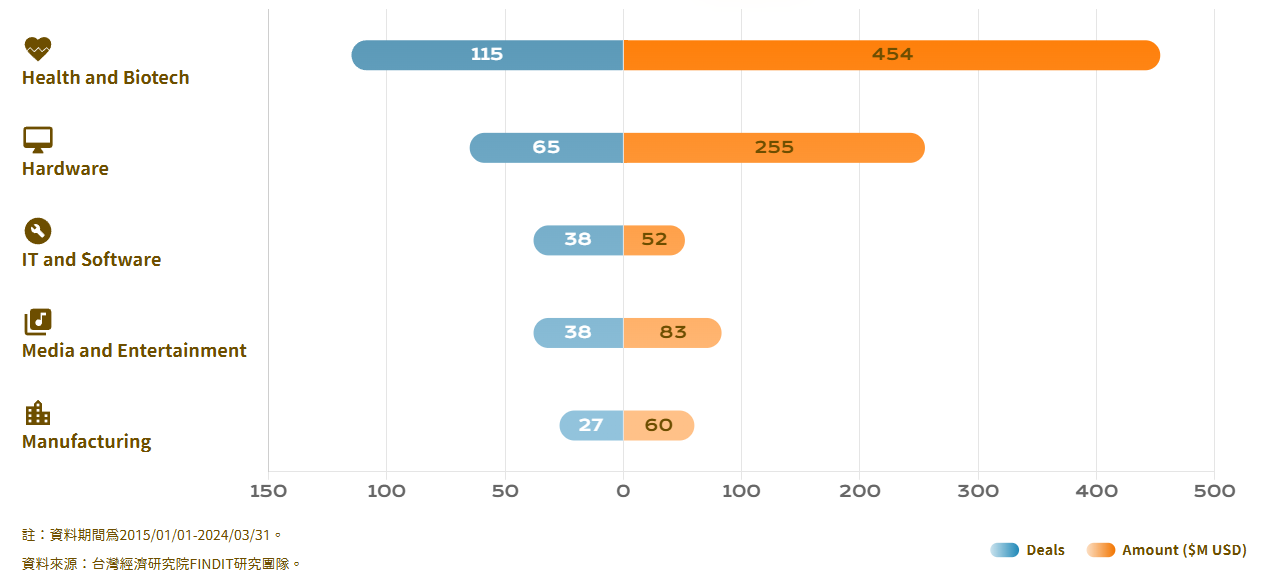 115 454
Health and Biotech
65 255
Hardware
38 52
IT and Software
38 83
Media and Entertainment
27 60
Manufacturing
150 100 50 0 100 200 300 400 500
註：資料期間為2015/01/01-2024/03/31。
Deals Amount ($M USD)
資料來源：台灣經濟研究院FINDIT研究團隊。